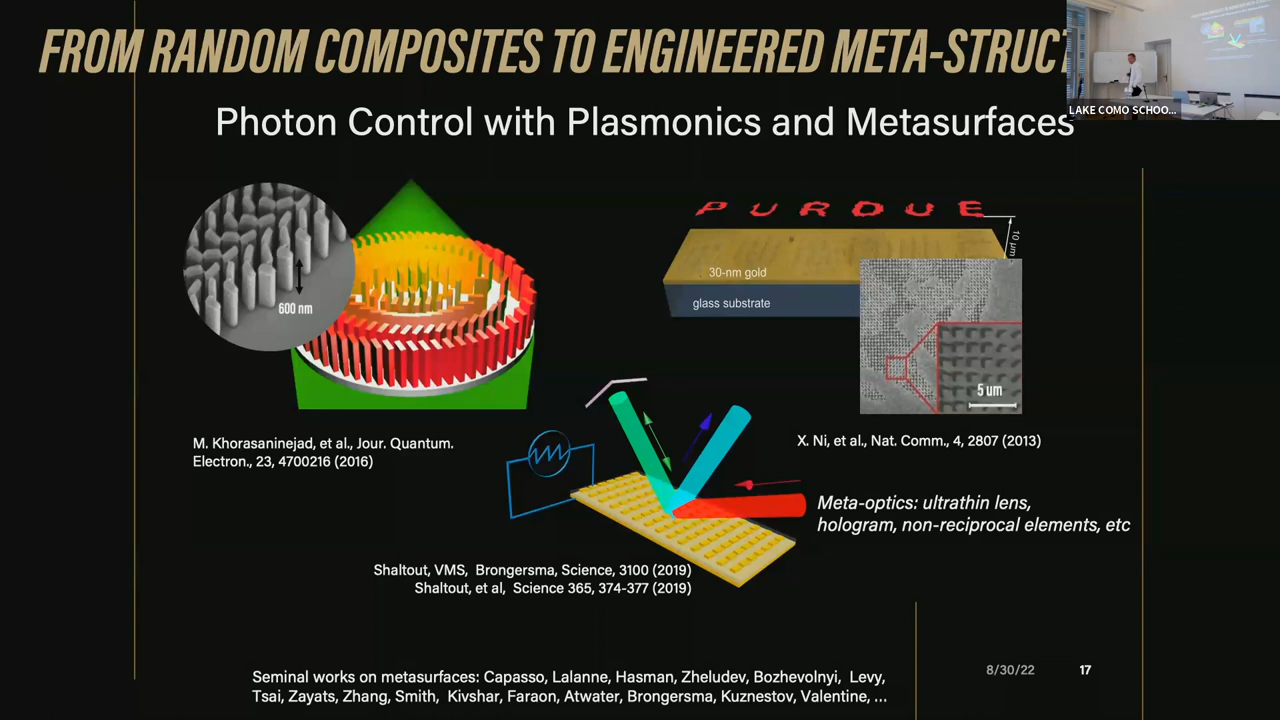 FROM RANDOM COMPOSITES TO ENGINEERED META-STRUCT
LAKE COMO SCHOO...
Photon Control with Plasmonics and Metasurfaces
PURDUE
10 µm
30-nm gold
glass substrate
600 nm
5 um
M. Khorasaninejad, et al., Jour. Quantum.
Electron., 23, 4700216 (2016)
X. Ni, et al., Nat. Comm., 4, 2807 (2013)
Meta-optics: ultrathin lens,
hologram, non-reciprocal elements, etc
Shaltout, VMS, Brongersma, Science, 3100 (2019)
Shaltout, et al, Science 365, 374-377 (2019)
Seminal works on metasurfaces: Capasso, Lalanne, Hasman, Zheludev, Bozhevolnyi, Levy,
Tsai, Zayats, Zhang, Smith, Kivshar, Faraon, Atwater, Brongersma, Kuznestov, Valentine, ...
8/30/22
17